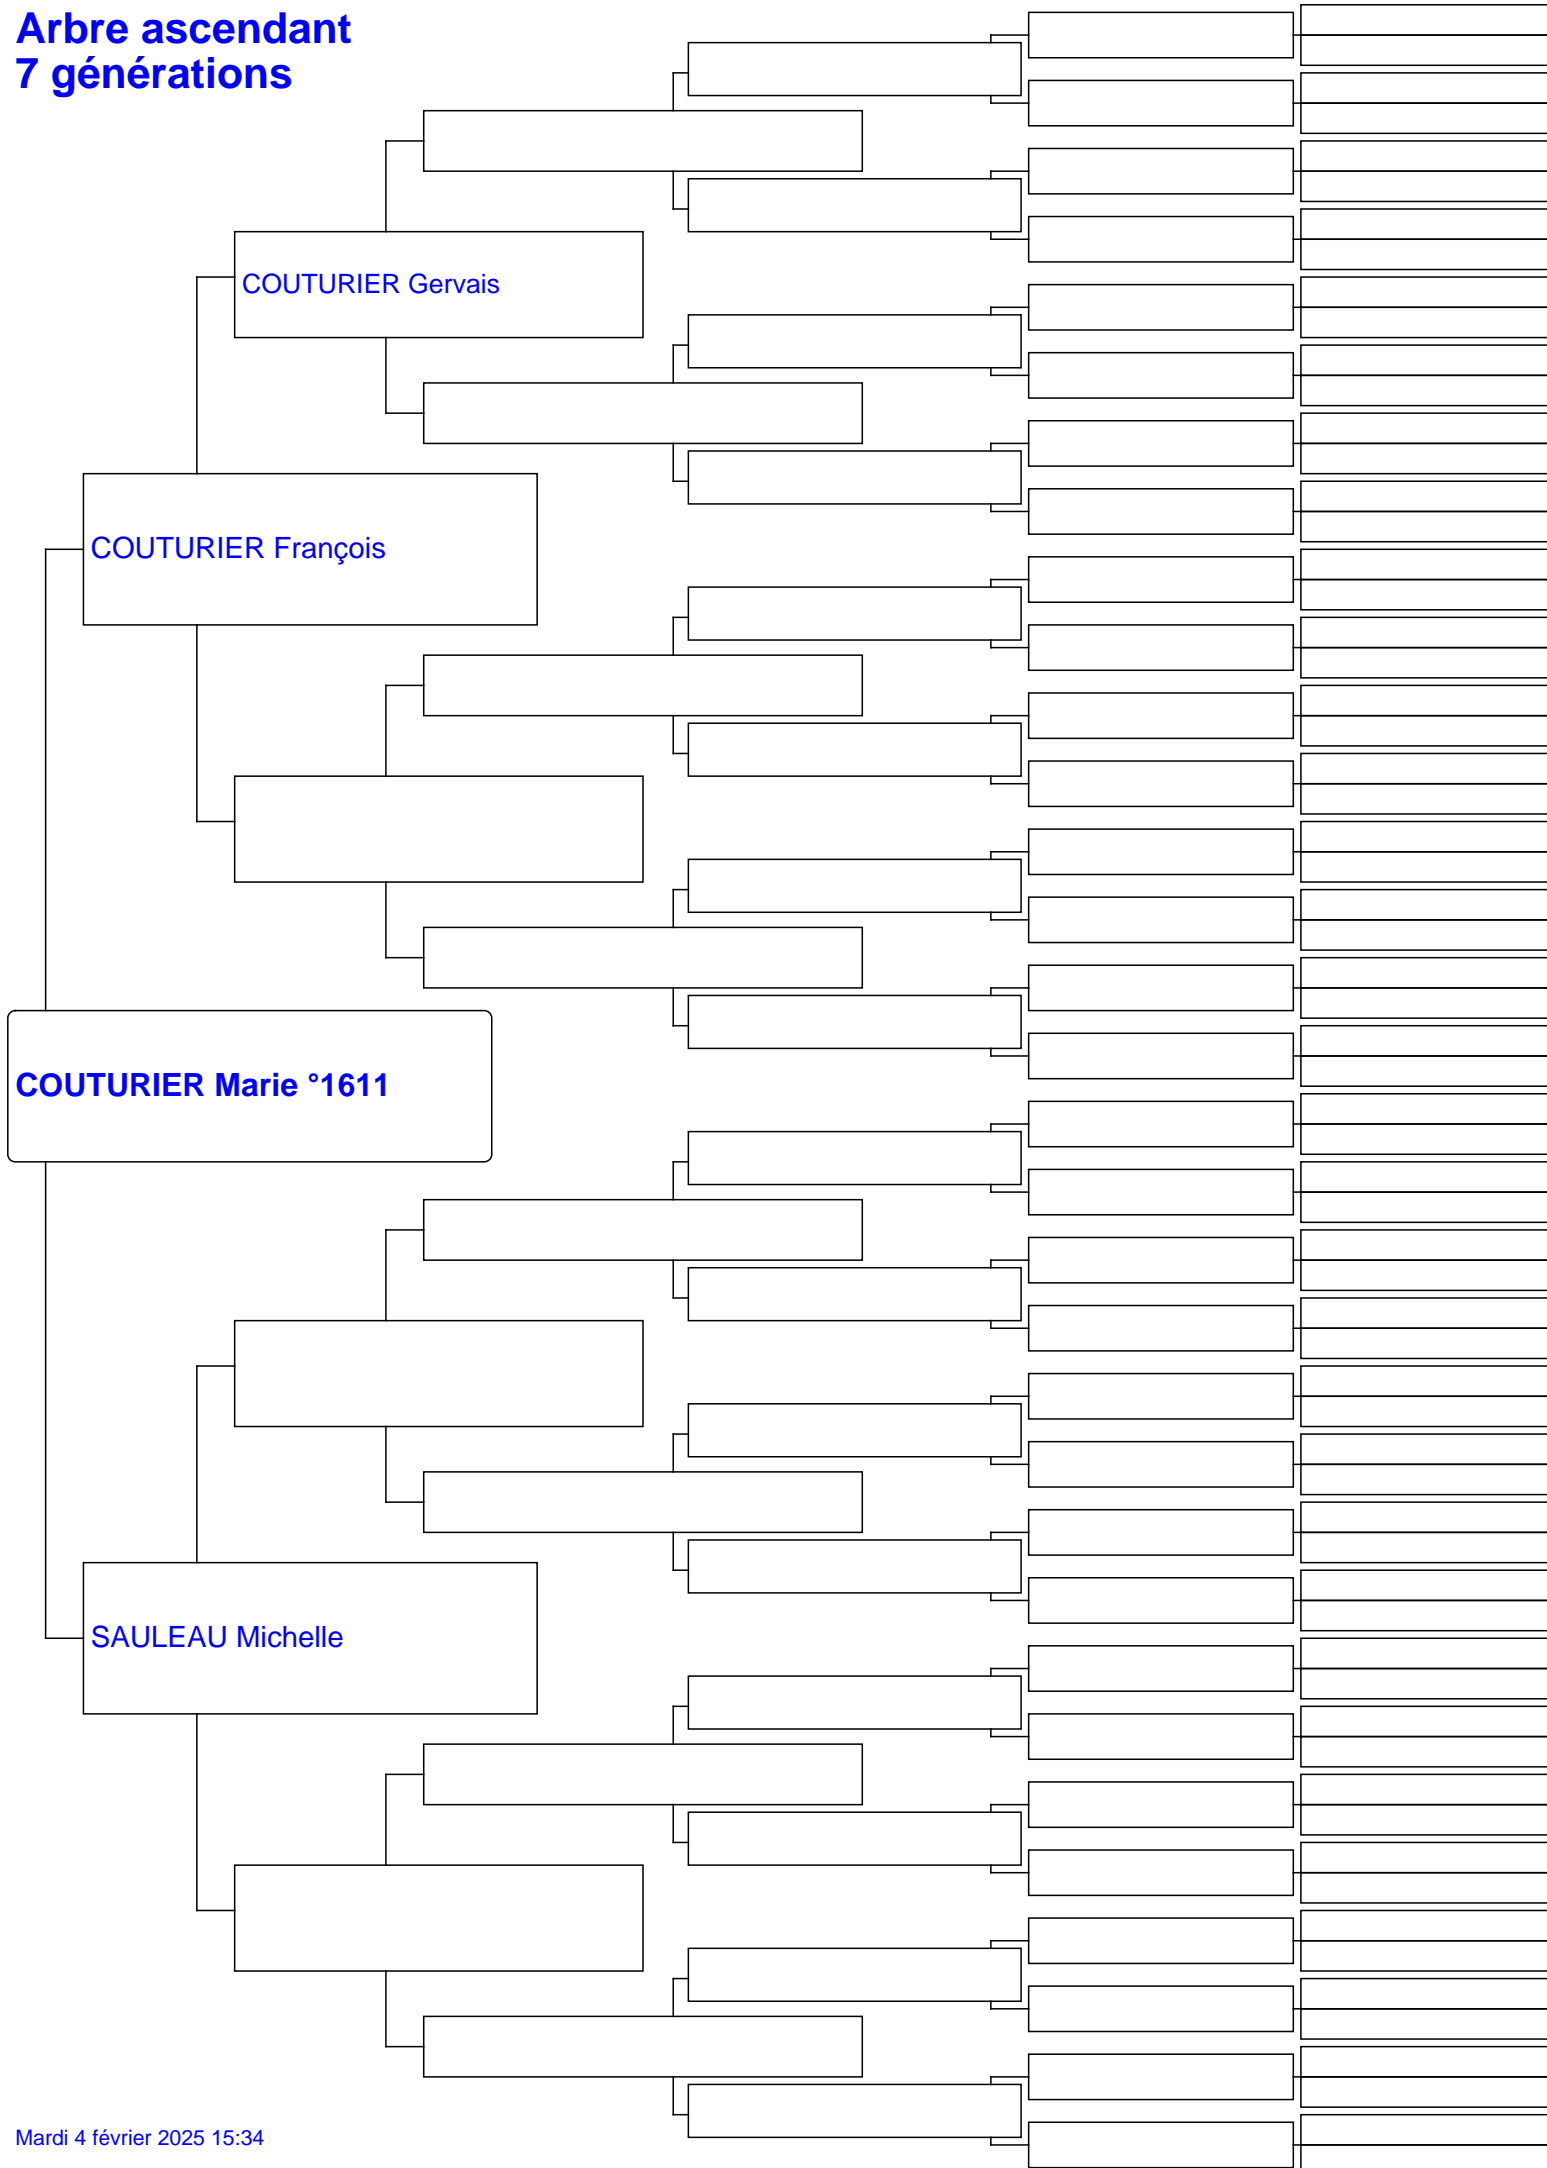 Arbre ascendant
7 générations
COUTURIER Gervais
COUTURIER François
COUTURIER Marie °1611
SAULEAU Michelle
Mardi 4 février 2025 15:34